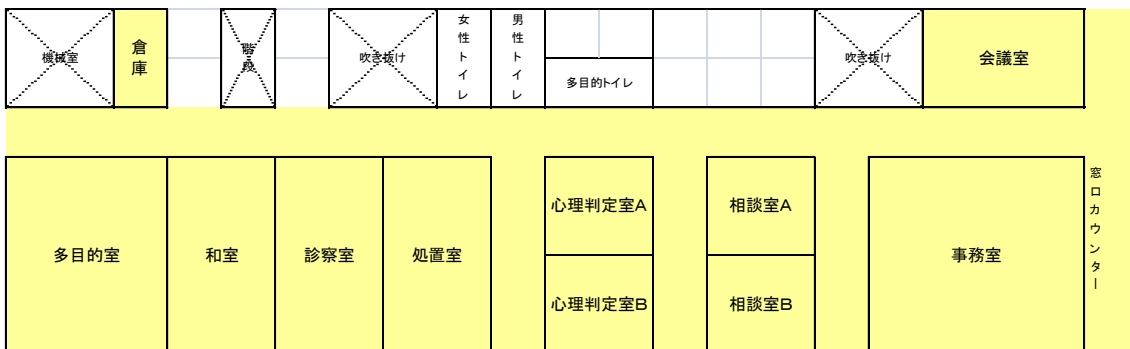 機械室
倉庫
階段
吹き抜け
女性トイレ
男性トイレ
多目的トイレ
吹き抜け
会議室
多目的室
和室
診察室
処置室
心理判定室A
心理判定室B
相談室A
相談室B
事務室
窓口カウンター